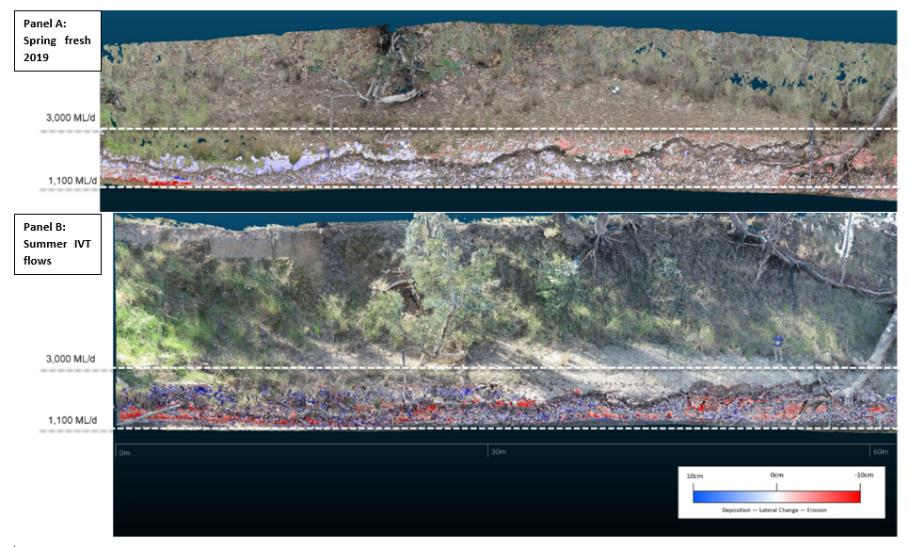 Panel A:
Spring fresh
2019
3,000 ML/d
1,100 ML/d
Panel B:
Summer IVT
flows
3,000 ML/d
1,100 ML/d
0m
30m
60m
10cm
0cm
-10cm
Deposition — Lateral Change — Erosion